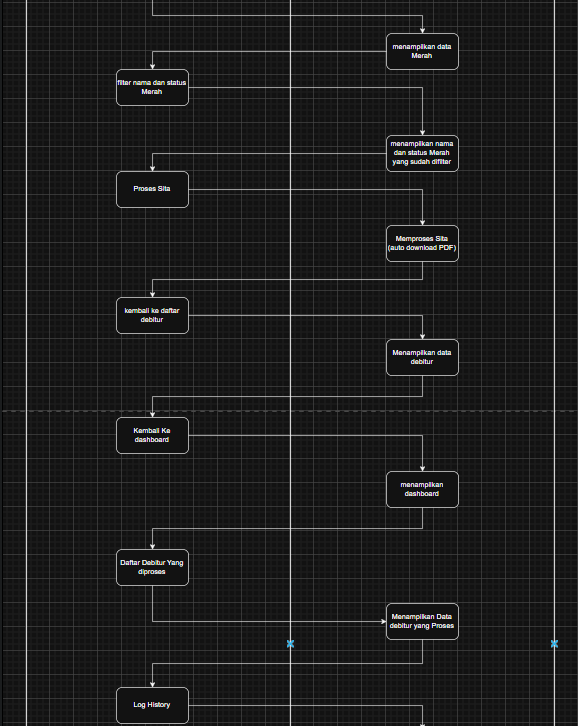 menampilkan data
Merah
filter nama dan status
Merah
menampilkan nama
dan status Merah
yang sudah difilter
Proses Sita
Memproses Sita
(auto download PDF)
kembali ke daftar
debitur
Menampilkan data
debitur
Kembali Ke
dashboard
menampilkan
dashboard
Daftar Debitur Yang
diproses
Menampilkan Data
debitur yang Proses
Log History